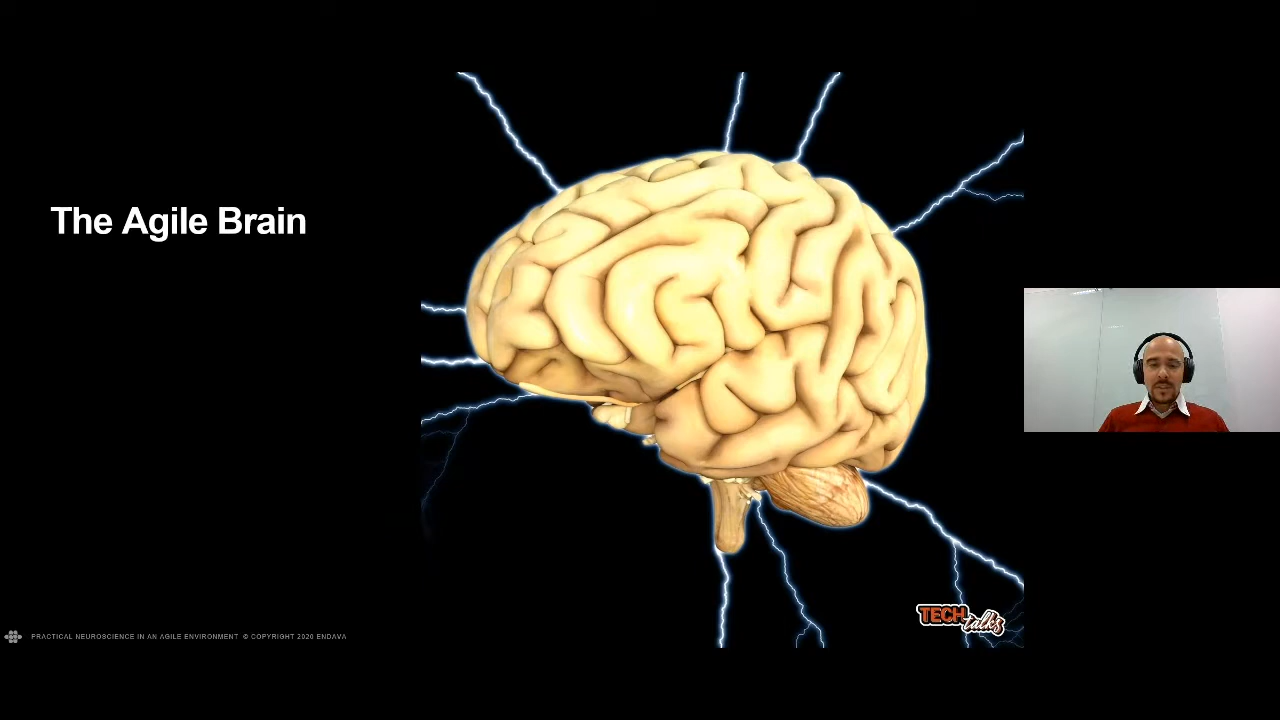 The Agile Brain
TECH
talks
PRACTICAL NEUROSCIENCE IN AN AGILE ENVIRONMENT © COPYRIGHT 2020 ENDAVA